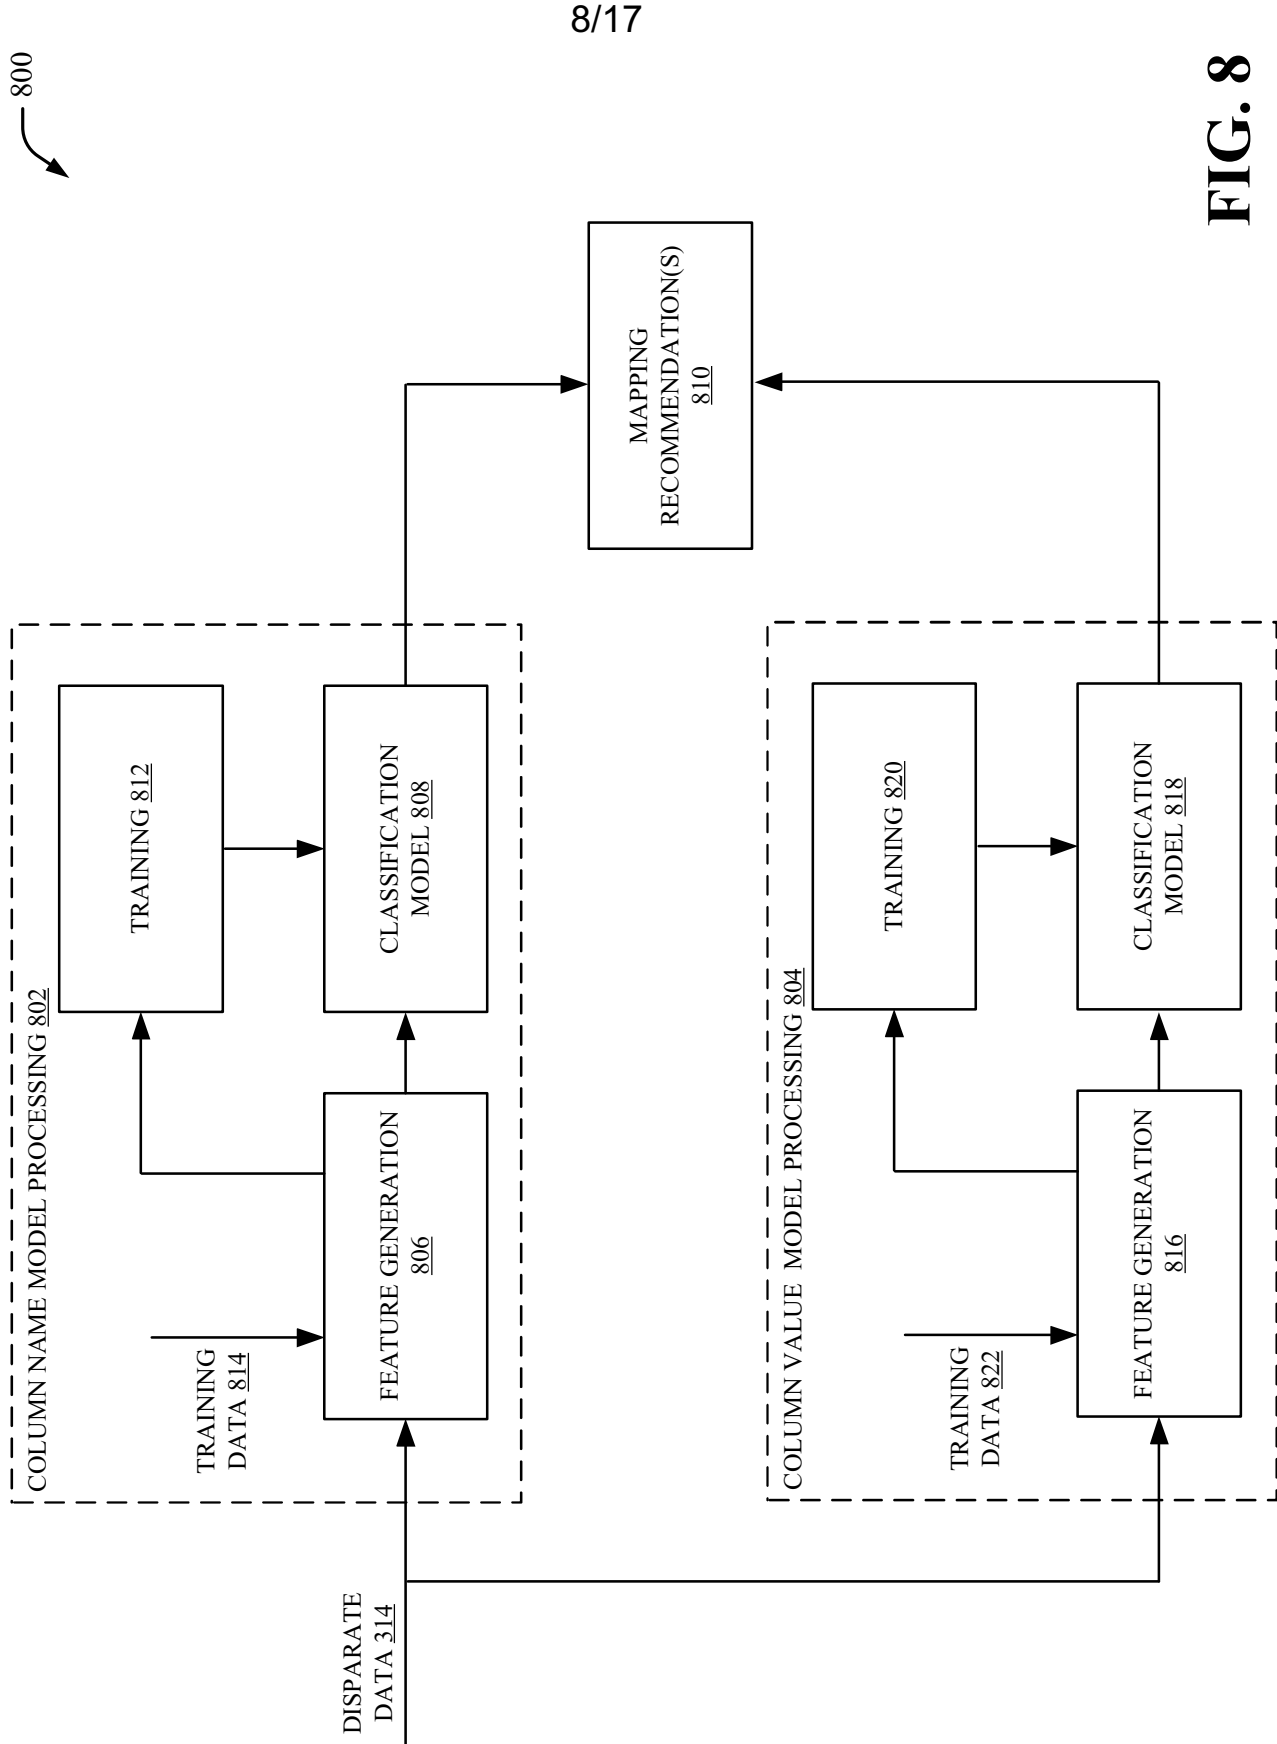 8/17
800
COLUMN NAME MODEL PROCESSING 802
TRAINING 812
TRAINING
DATA 814
FEATURE GENERATION
806
CLASSIFICATION
MODEL 808
DISPARATE
DATA 314
MAPPING
RECOMMENDATION(S)
810
COLUMN VALUE MODEL PROCESSING 804
TRAINING 820
TRAINING
DATA 822
FEATURE GENERATION
816
CLASSIFICATION
MODEL 818
FIG. 8